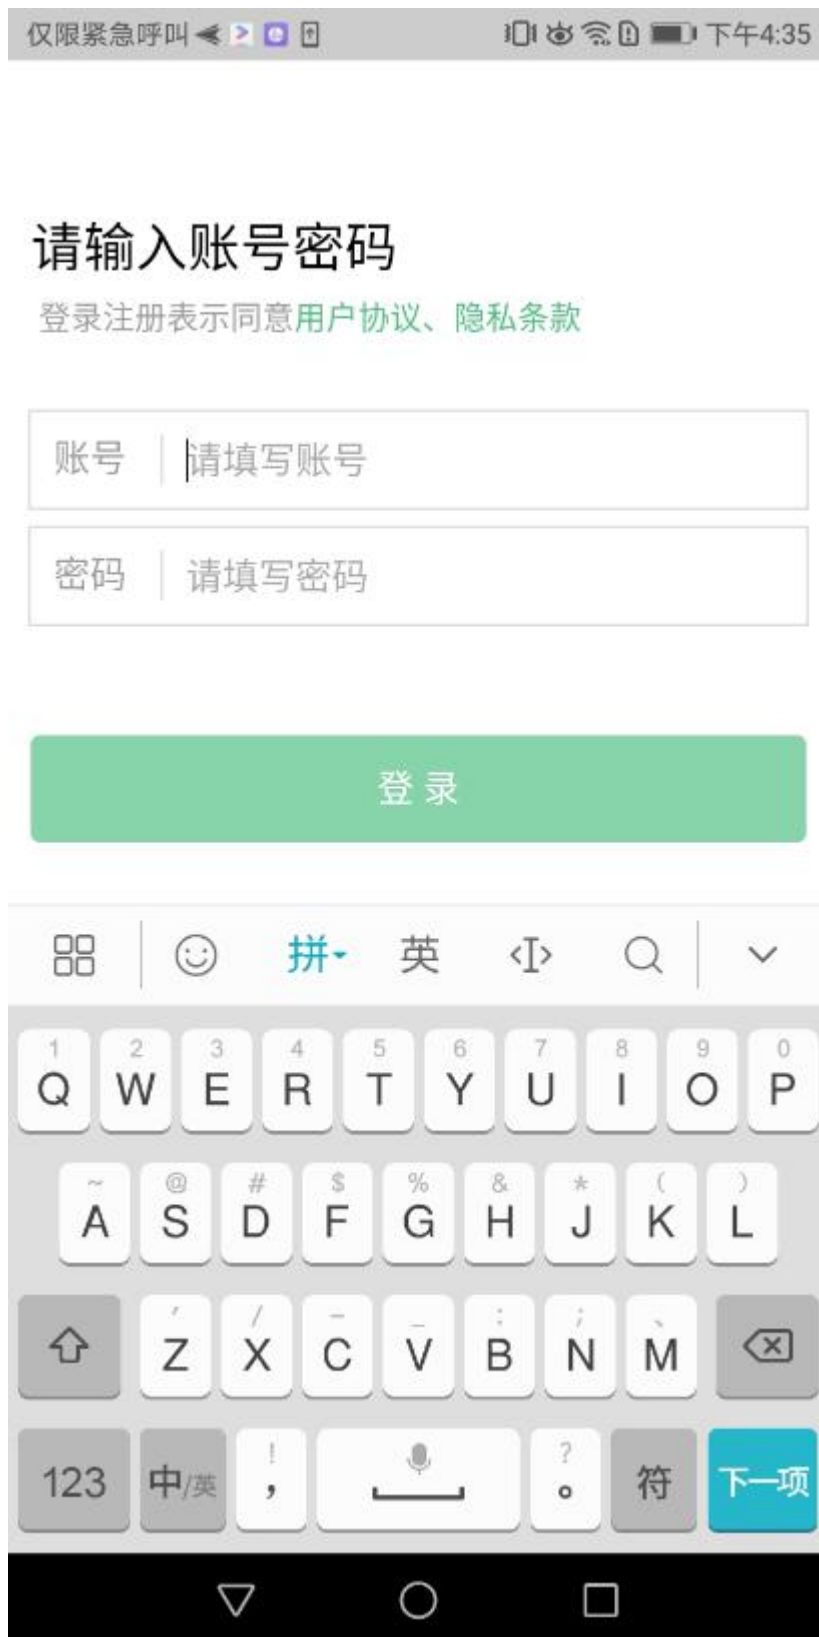 仅限紧急呼叫 下午4:35
请输入账号密码
登录注册表示同意用户协议、隐私条款
账号 请填写账号
密码 请填写密码
登录
拼 英
1 2 3 4 5 6 7 8 9 0
Q W E R T Y U I O P
~ @ # $ % & * ( )
A S D F G H J K L
' / - _ : ; 、
Z X C V B N M
! ?
123 中/英 ， 。 符 下一项